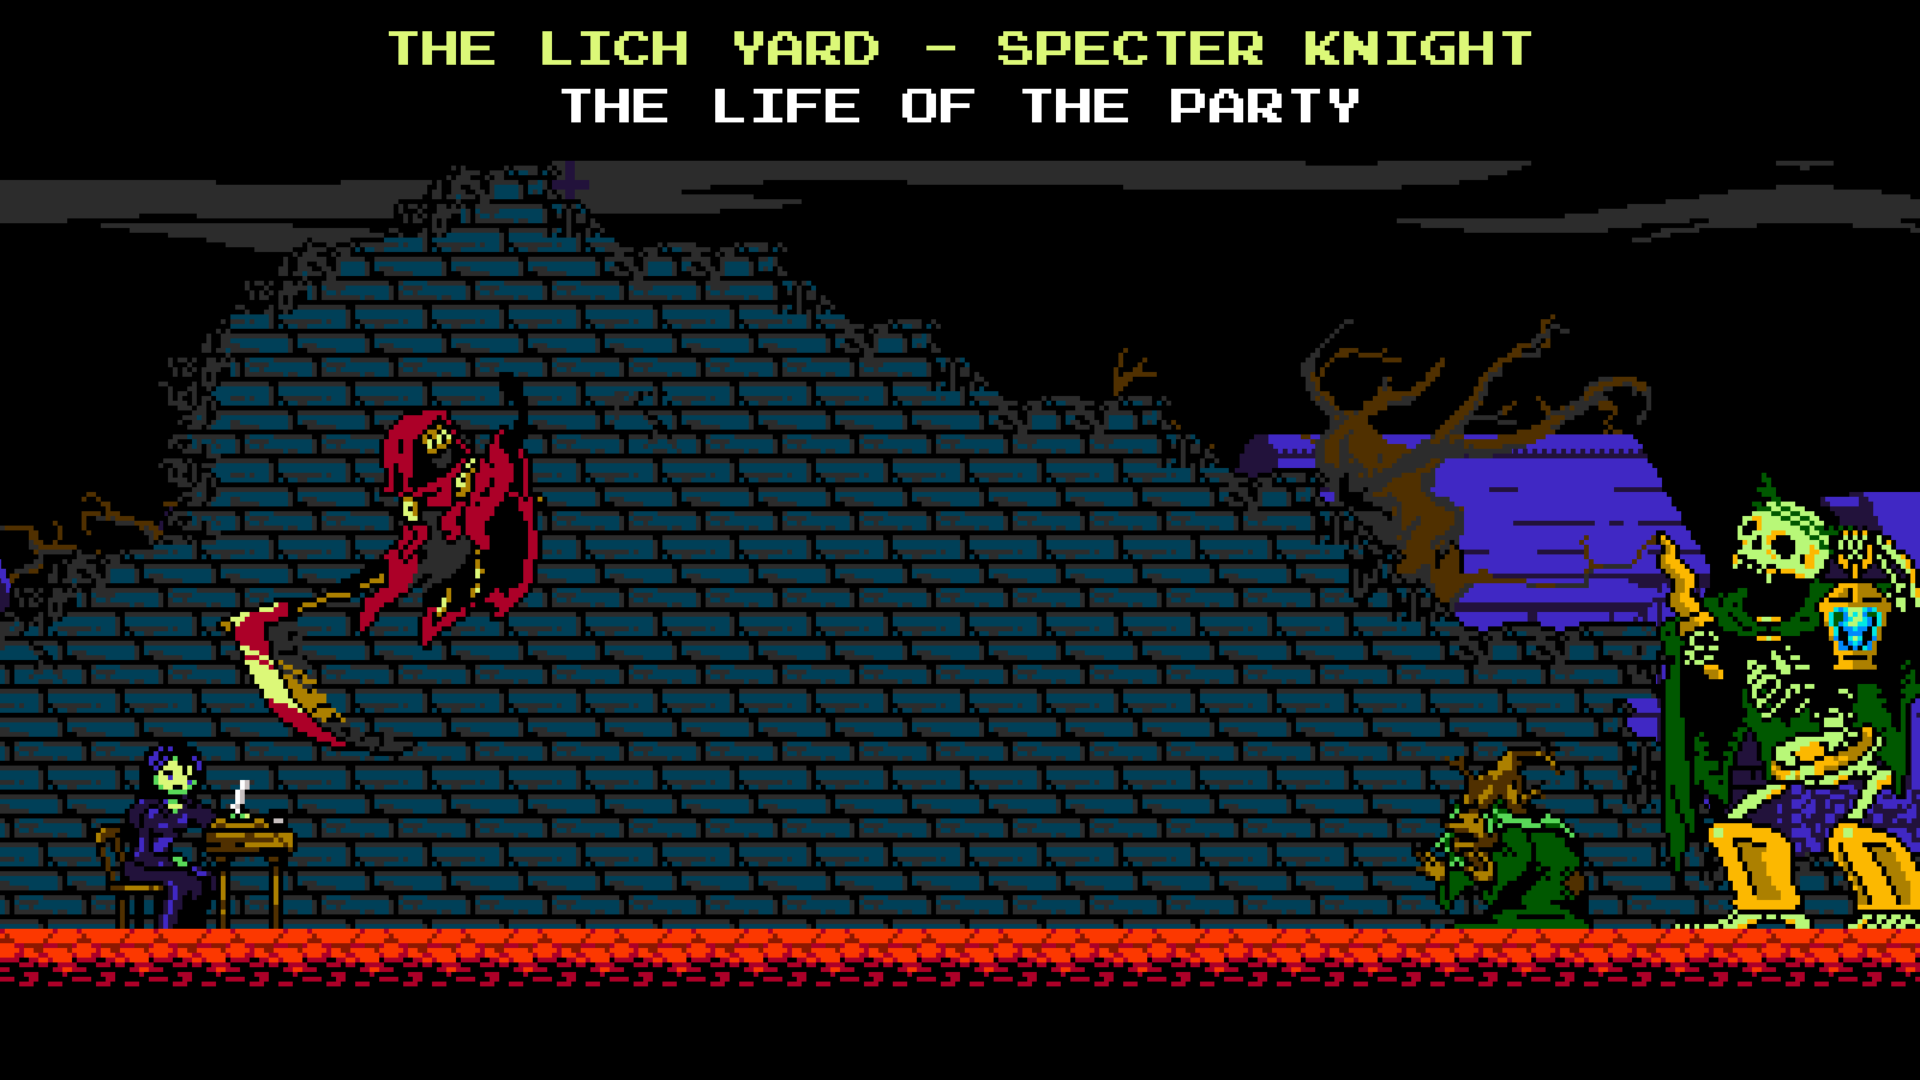 THE LICH YARD - SPECTER KNIGHT
THE LIFE OF THE PARTY